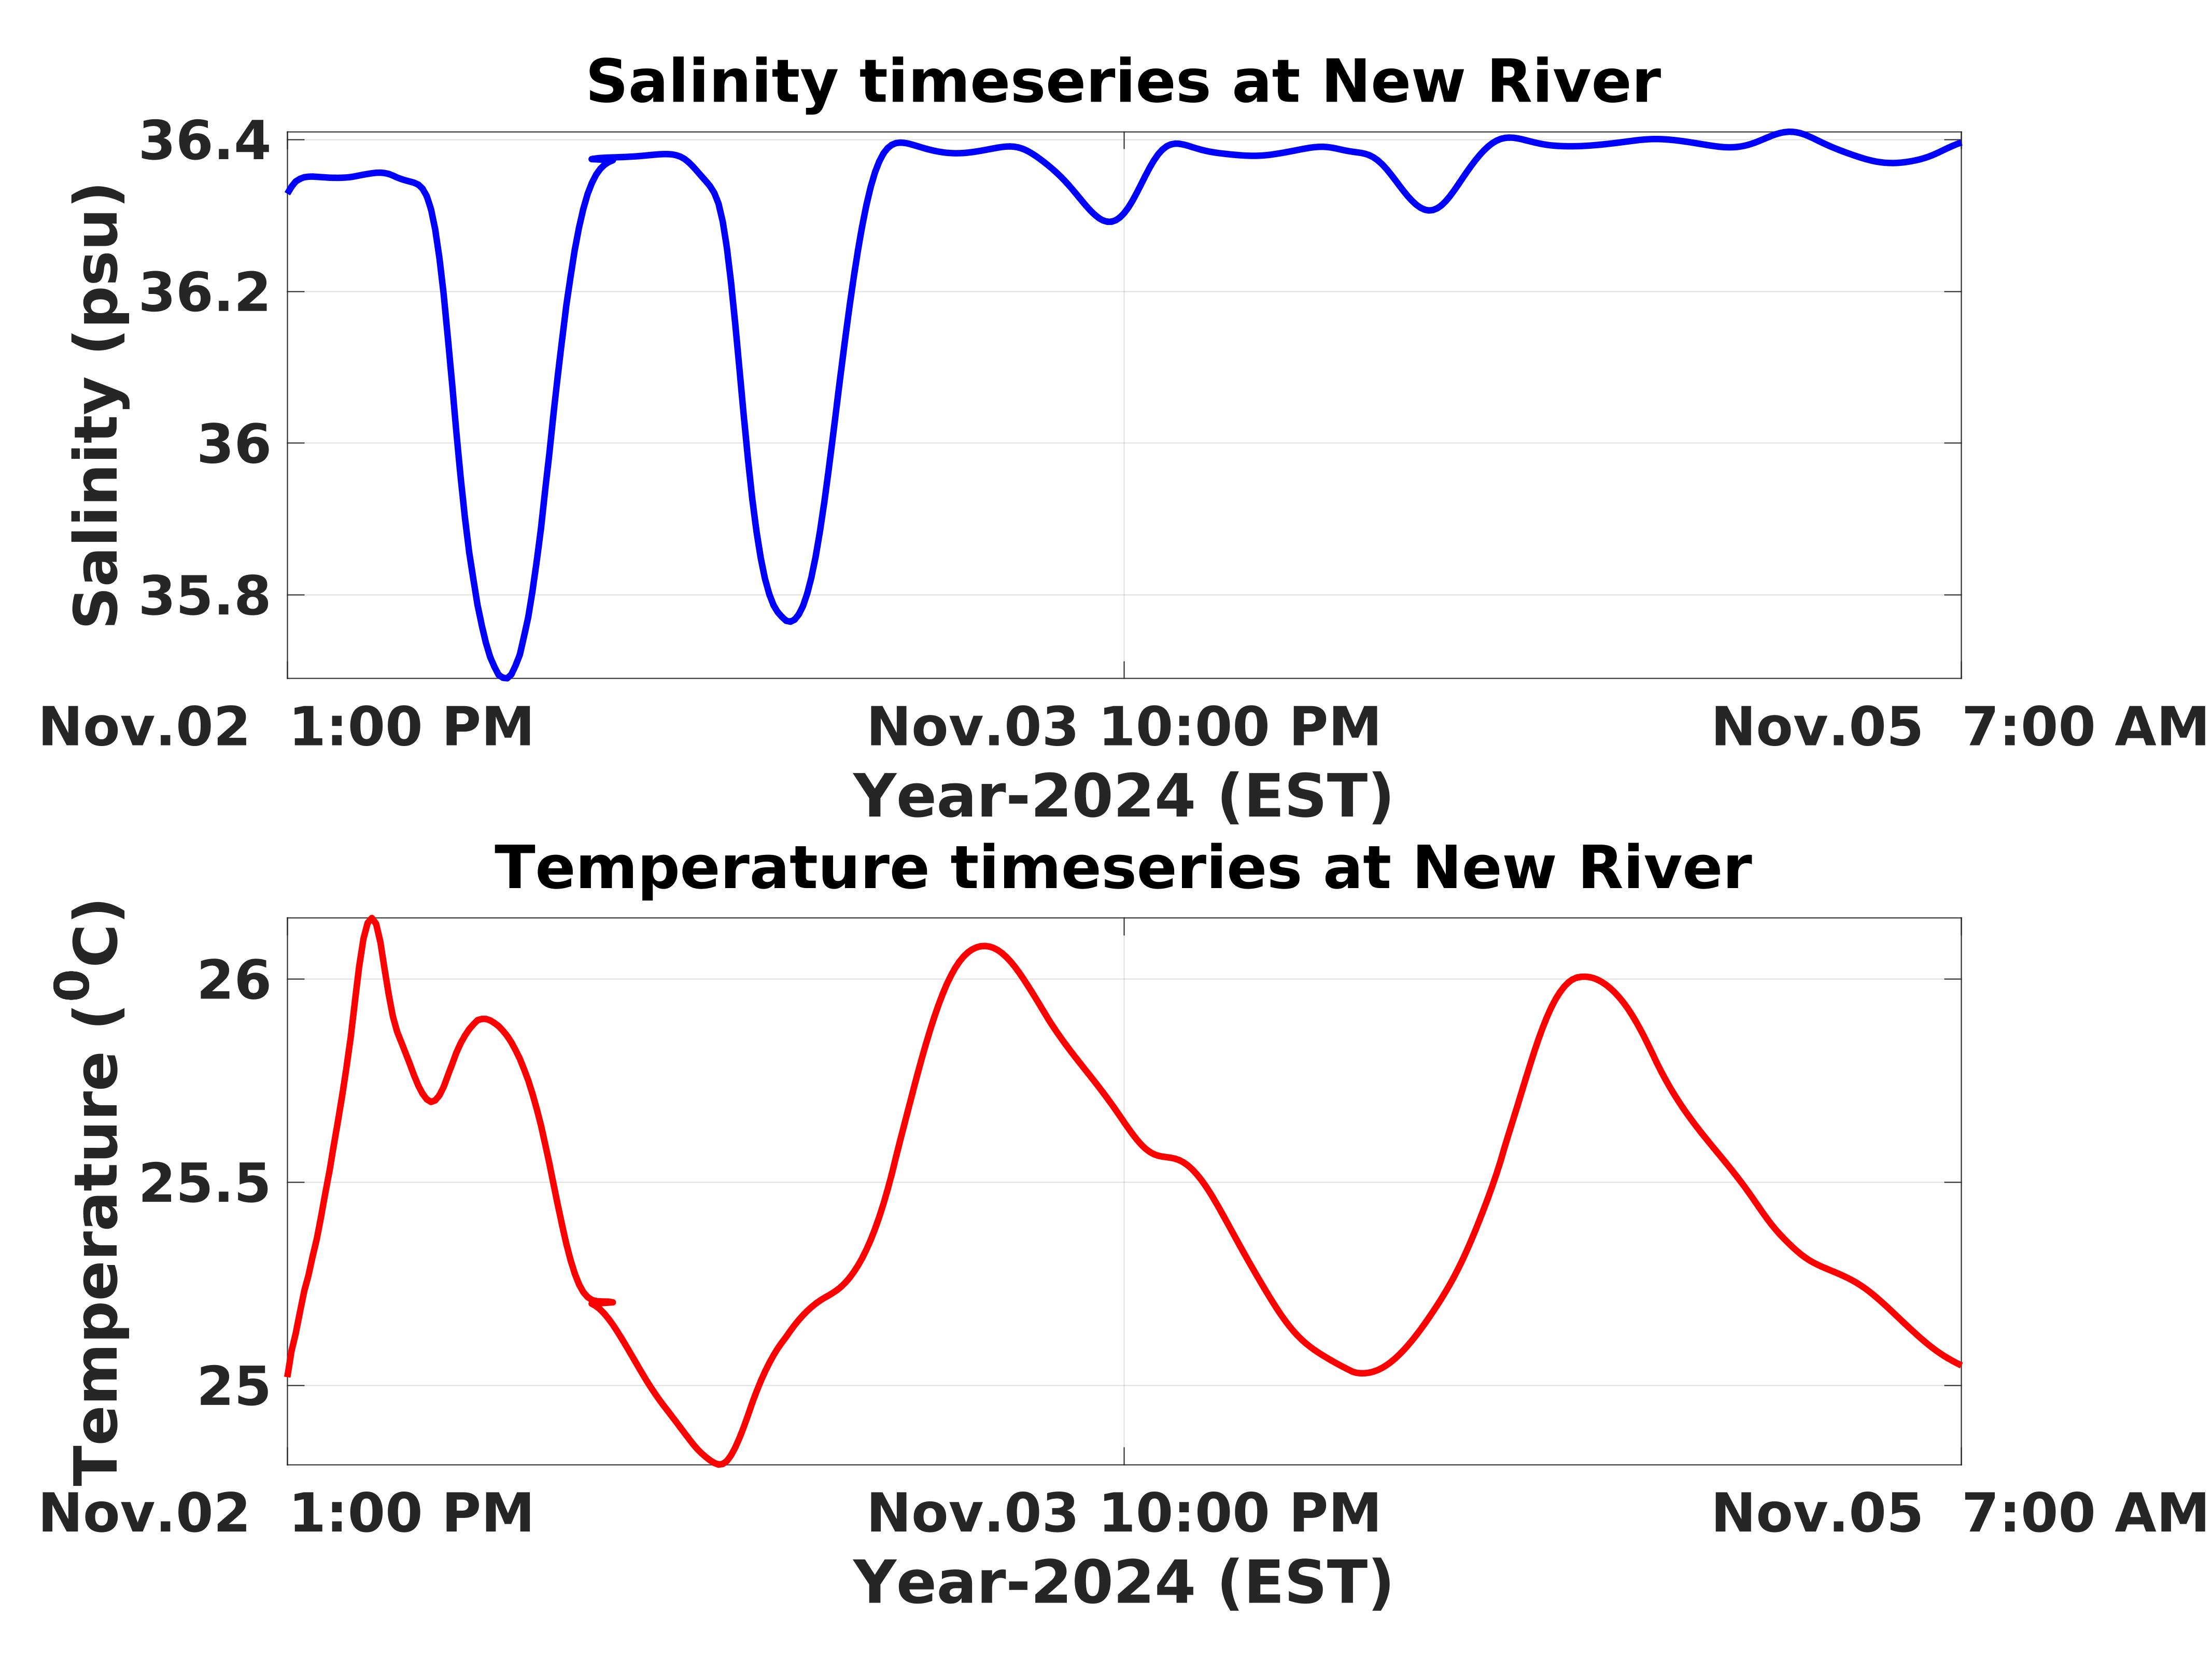 Salinity timeseries at New River
36.4
36.2
36
35.8
Salinity (psu)
Nov.02  1:00 PM
Nov.03 10:00 PM
Nov.05  7:00 AM
Year-2024 (EST)
Temperature timeseries at New River
26
25.5
25
Temperature (⁰C)
Nov.02  1:00 PM
Nov.03 10:00 PM
Nov.05  7:00 AM
Year-2024 (EST)